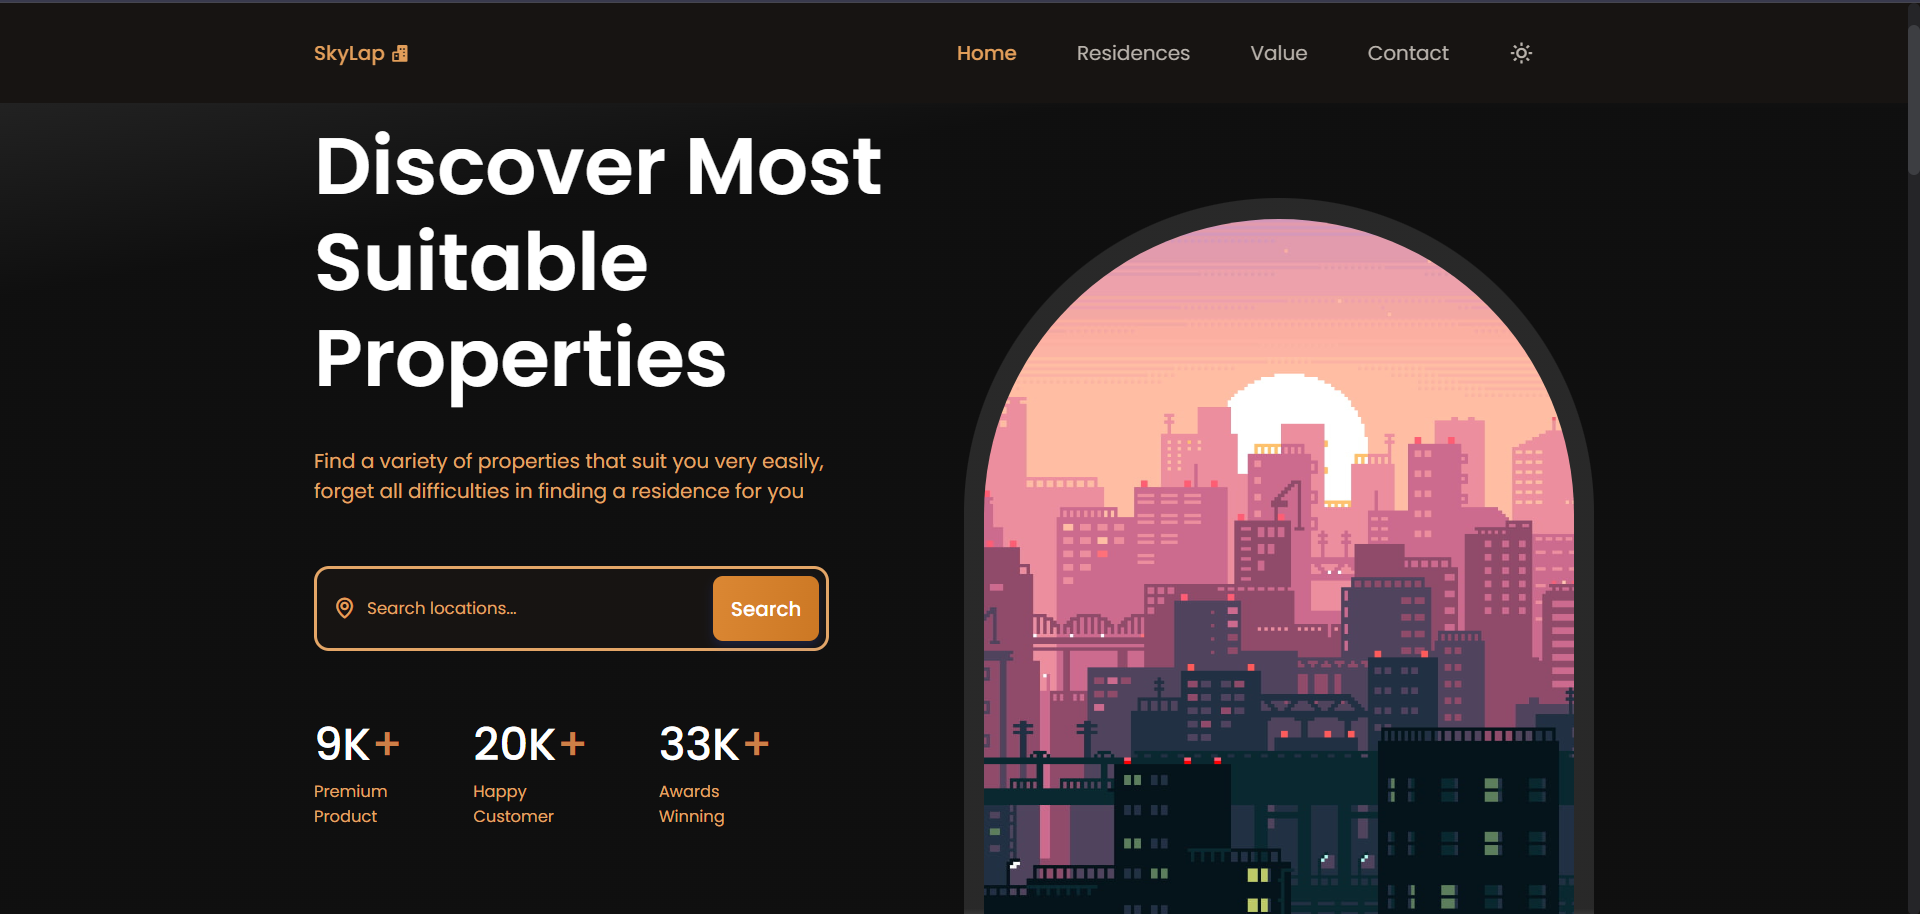 SkyLap
Home
Residences
Value
Contact
Discover Most
Suitable
Properties
Find a variety of properties that suit you very easily,
forget all difficulties in finding a residence for you
Search locations...
Search
9K+
20K+
33K+
Premium
Product
Happy
Customer
Awards
Winning